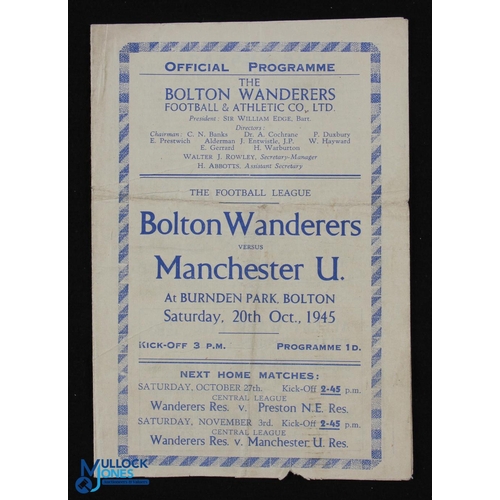 OFFICIAL PROGRAMME
THE
BOLTON WANDERERS
FOOTBALL & ATHLETIC CO., LTD.
President: SIR WILLIAM EDGE, Bart.
Directors:
Chairman: C. N. Banks Dr. A. Cochrane P. Duxbury
E. Prestwich Alderman J. Entwistle, J.P. W. Hayward
E. Gerrard H. Warburton
WALTER J. ROWLEY, Secretary-Manager
H. ABBOTTS, Assistant Secretary
THE FOOTBALL LEAGUE
Bolton Wanderers
VERSUS
Manchester U.
AT BURNDEN PARK, BOLTON
Saturday, 20th Oct., 1945
KICK-OFF 3 P.M. PROGRAMME 1D.
NEXT HOME MATCHES:
SATURDAY, OCTOBER 27th. Kick-Off 2-45 p.m.
CENTRAL LEAGUE
Wanderers Res. v. Preston N.E. Res.
SATURDAY, NOVEMBER 3rd. Kick-Off 2-45 p.m.
CENTRAL LEAGUE
Wanderers Res. v. Manchester U. Res.
MULLOCK
JONES